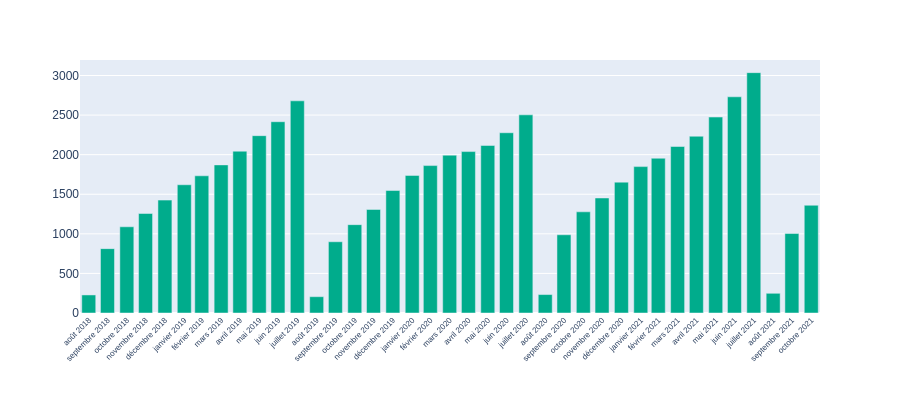 3000
2500
2000
1500
1000
500
0
août 2018
septembre 2018
octobre 2018
novembre 2018
décembre 2018
janvier 2019
février 2019
mars 2019
avril 2019
mai 2019
juin 2019
juillet 2019
août 2019
septembre 2019
octobre 2019
novembre 2019
décembre 2019
janvier 2020
février 2020
mars 2020
avril 2020
mai 2020
juin 2020
juillet 2020
août 2020
septembre 2020
octobre 2020
novembre 2020
décembre 2020
janvier 2021
février 2021
mars 2021
avril 2021
mai 2021
juin 2021
juillet 2021
août 2021
septembre 2021
octobre 2021